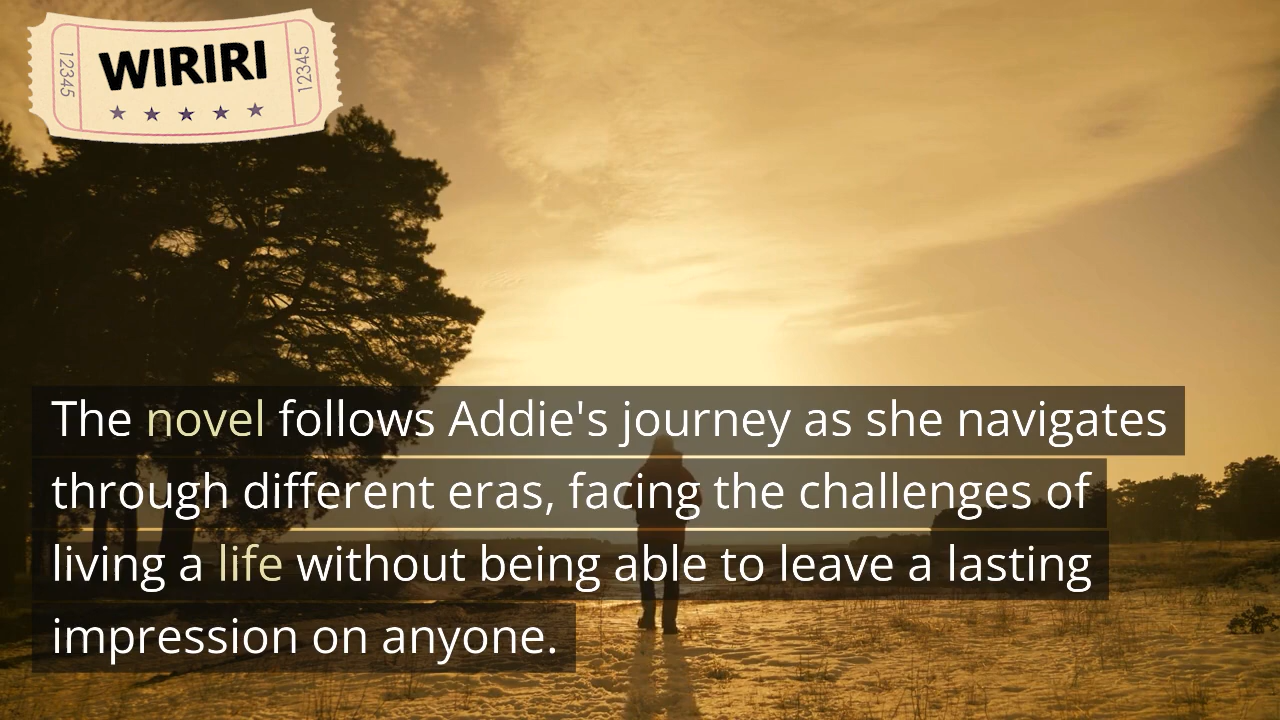 WIRIRI
12345
12345
The novel follows Addie's journey as she navigates
through different eras, facing the challenges of
living a life without being able to leave a lasting
impression on anyone.